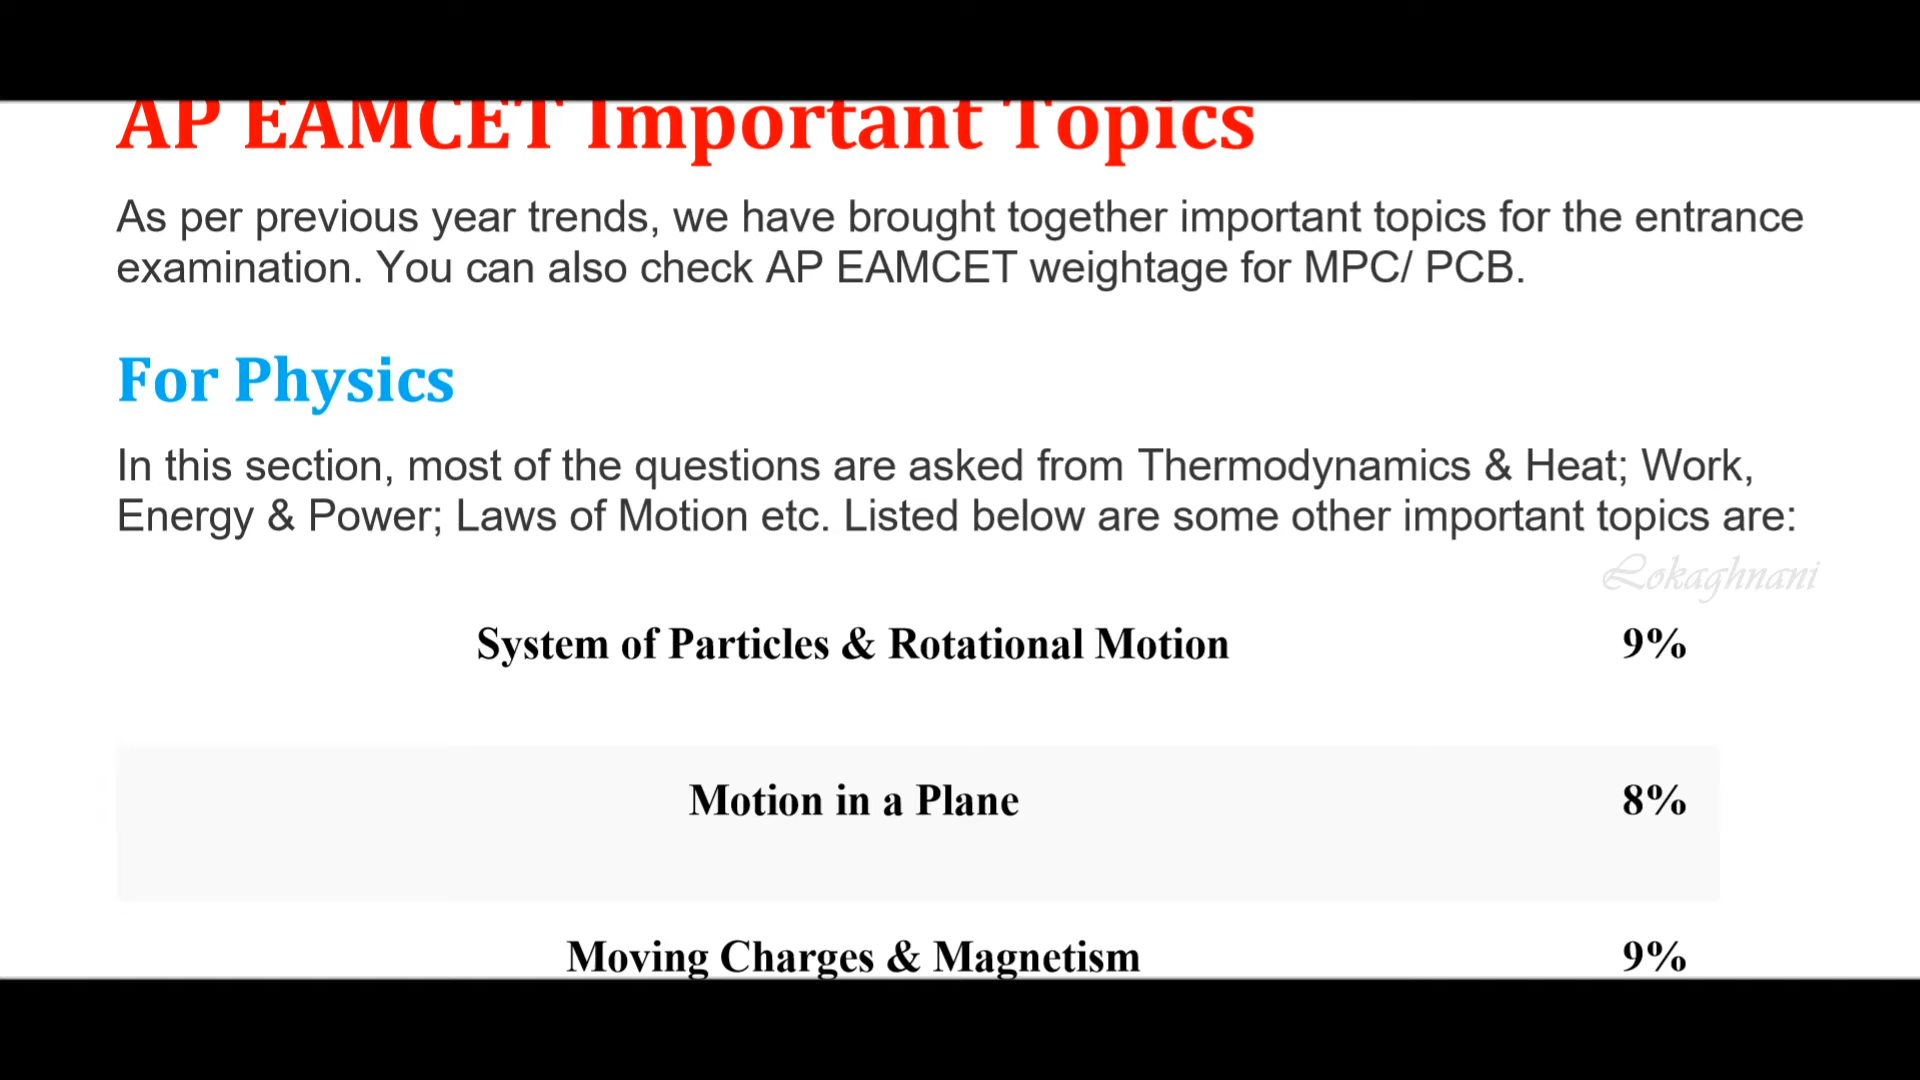 AP EAMCET Important Topics
As per previous year trends, we have brought together important topics for the entrance
examination. You can also check AP EAMCET weightage for MPC/ PCB.
For Physics
In this section, most of the questions are asked from Thermodynamics & Heat; Work,
Energy & Power; Laws of Motion etc. Listed below are some other important topics are:
Lokaghnani
System of Particles & Rotational Motion 9%
Motion in a Plane 8%
Moving Charges & Magnetism 9%